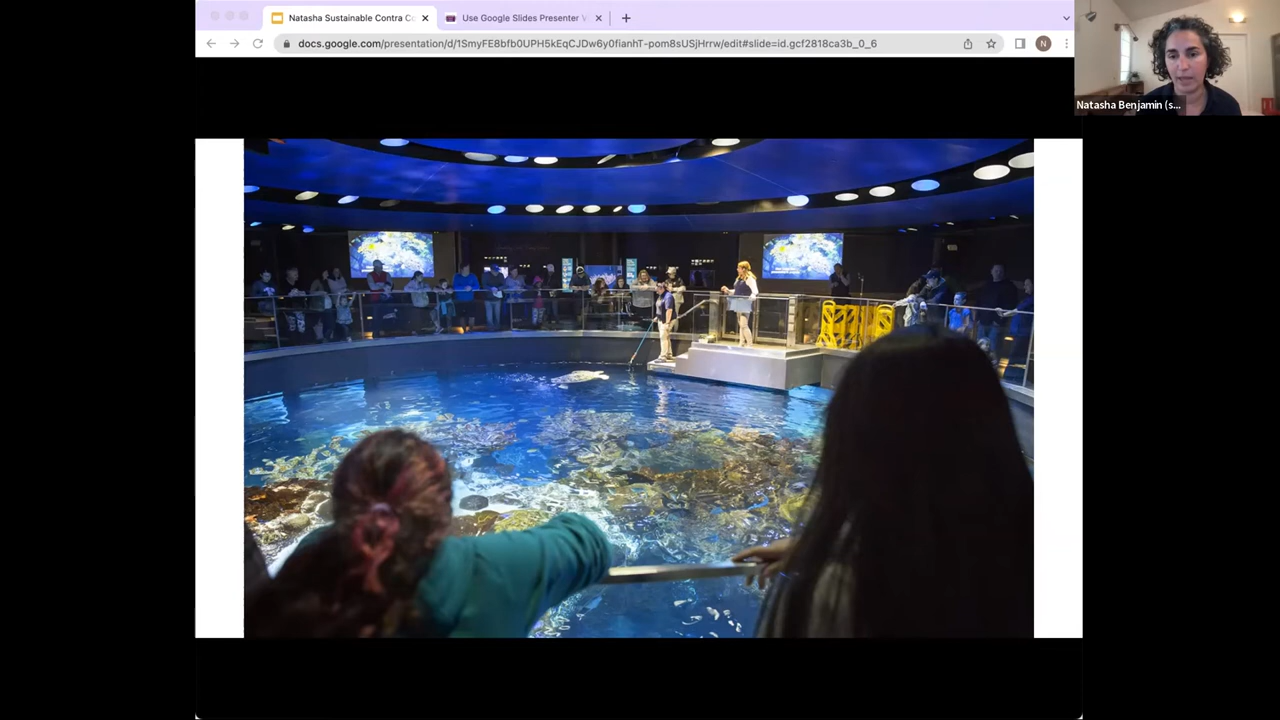 Natasha Sustainable Contra Co
Use Google Slides Presenter V
docs.google.com/presentation/d/1SmyFE8bfb0UPH5kEqCJDw6y0fianhT-pom8sUSjHrrw/edit#slide=id.gcf2818ca3b_0_6
N
Natasha Benjamin (s...